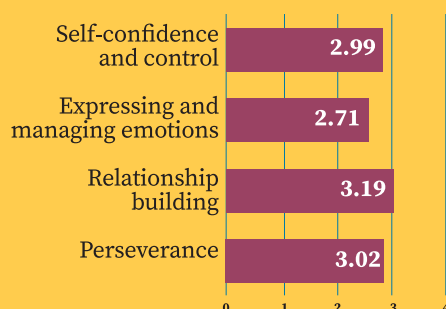 Self-confidence
and control
2.99
Expressing and
managing emotions
2.71
Relationship
building
3.19
Perseverance
3.02
0 1 2 3 4